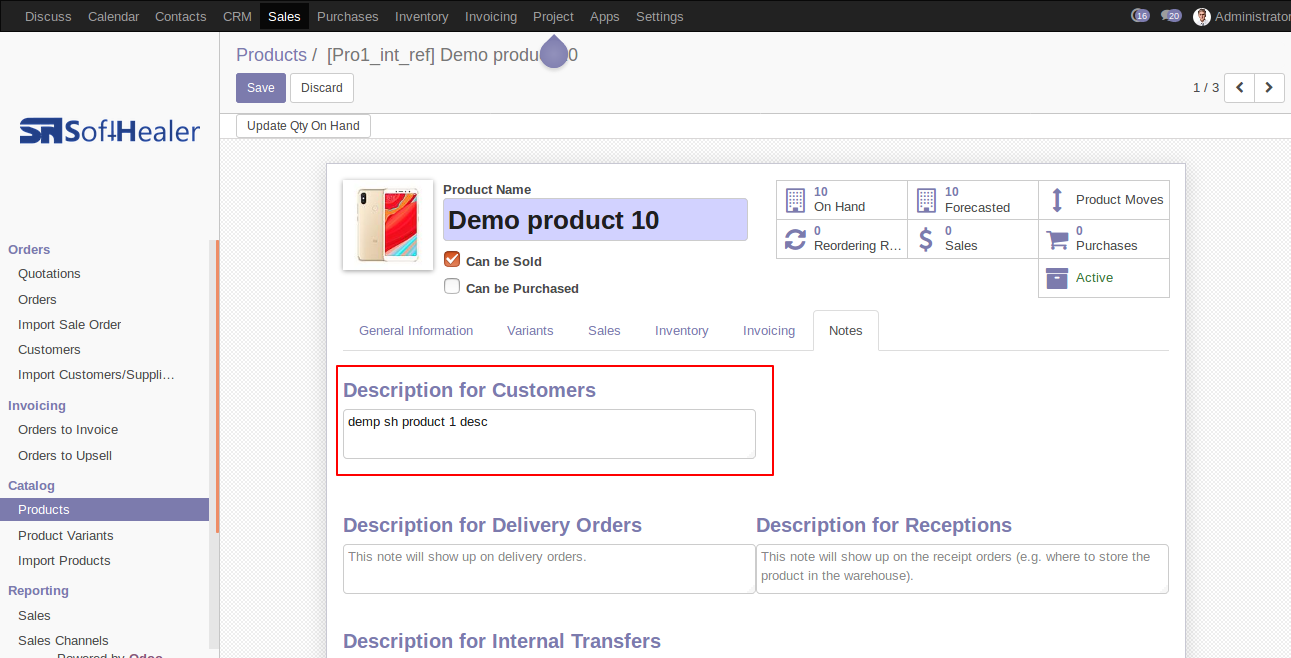 Discuss Calendar Contacts CRM Sales Purchases Inventory Invoicing Project Apps Settings 16 20 Administrator
Products / [Pro1_int_ref] Demo produ 0
Save Discard
1 / 3
Update Qty On Hand
SoftHealer
Orders
Quotations
Orders
Import Sale Order
Customers
Import Customers/Suppli...
Invoicing
Orders to Invoice
Orders to Upsell
Catalog
Products
Product Variants
Import Products
Reporting
Sales
Sales Channels
Powered by Odoo
Product Name
Demo product 10
Can be Sold
Can be Purchased
10
On Hand
10
Forecasted
Product Moves
0
Reordering R...
0
Sales
0
Purchases
Active
General Information Variants Sales Inventory Invoicing Notes
Description for Customers
demp sh product 1 desc
Description for Delivery Orders
This note will show up on delivery orders.
Description for Receptions
This note will show up on the receipt orders (e.g. where to store the
product in the warehouse).
Description for Internal Transfers